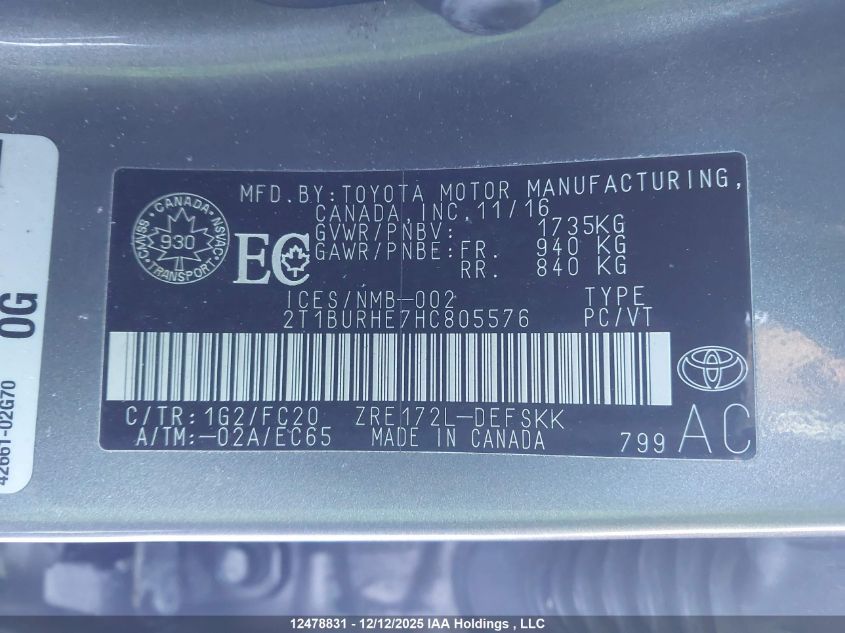 MFD.BY:TOYOTA MOTOR MANUFACTURING,
CANADA,INC.11/16
GVWR/PNBV: 1735KG
GAWR/PNBE:FR. 940 KG
RR. 840 KG
CANADA
CMVSS NSVAC
930
TRANSPORT
EC
ICES/NMB-002 TYPE
2T1BURHE7HC805576 PC/VT
C/TR:1G2/FC20 ZRE172L-DEFSKK
A/TM:-02A/EC65 MADE IN CANADA
799 AC
0G
42661-02G70
12478831 - 12/12/2025 IAA Holdings , LLC